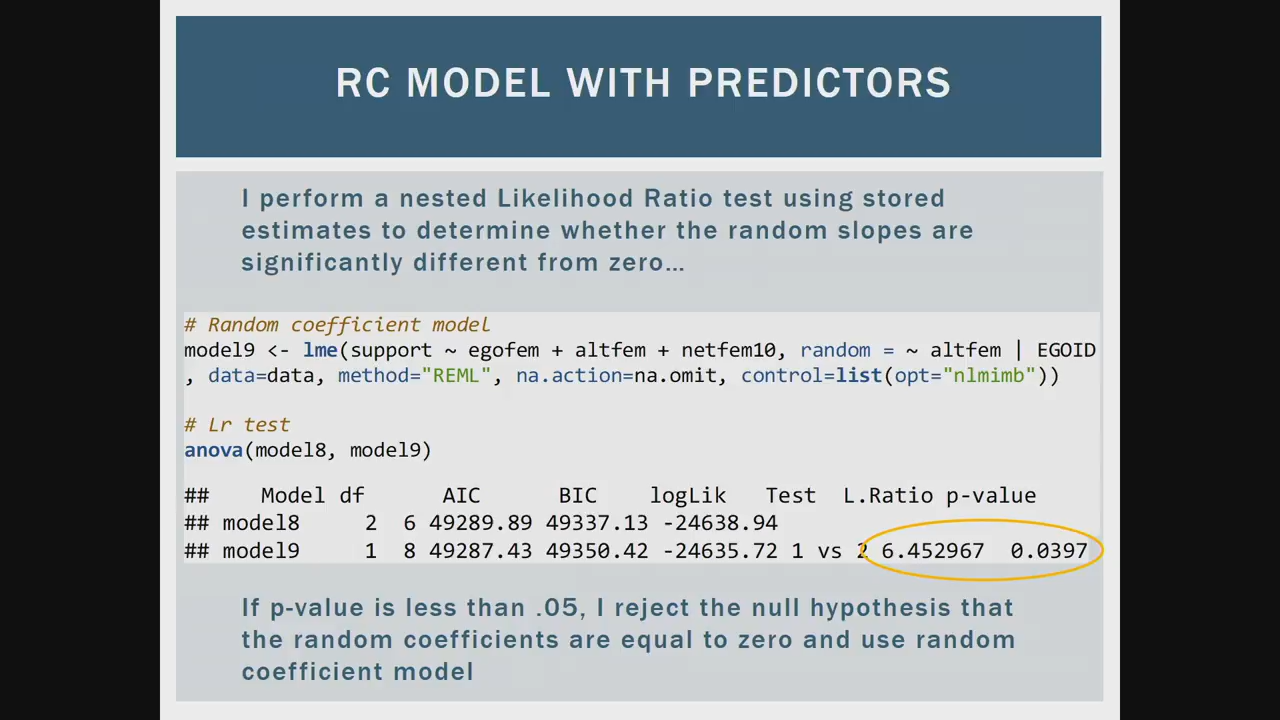 RC MODEL WITH PREDICTORS
I perform a nested Likelihood Ratio test using stored
estimates to determine whether the random slopes are
significantly different from zero…
# Random coefficient model
model9 <- lme(support ~ egofem + altfem + netfem10, random = ~ altfem | EGOID
, data=data, method="REML", na.action=na.omit, control=list(opt="nlmimb"))
# Lr test
anova(model8, model9)
##    Model df      AIC      BIC    logLik   Test  L.Ratio p-value
## model8     2  6 49289.89 49337.13 -24638.94
## model9     1  8 49287.43 49350.42 -24635.72 1 vs 2 6.452967  0.0397
If p-value is less than .05, I reject the null hypothesis that
the random coefficients are equal to zero and use random
coefficient model